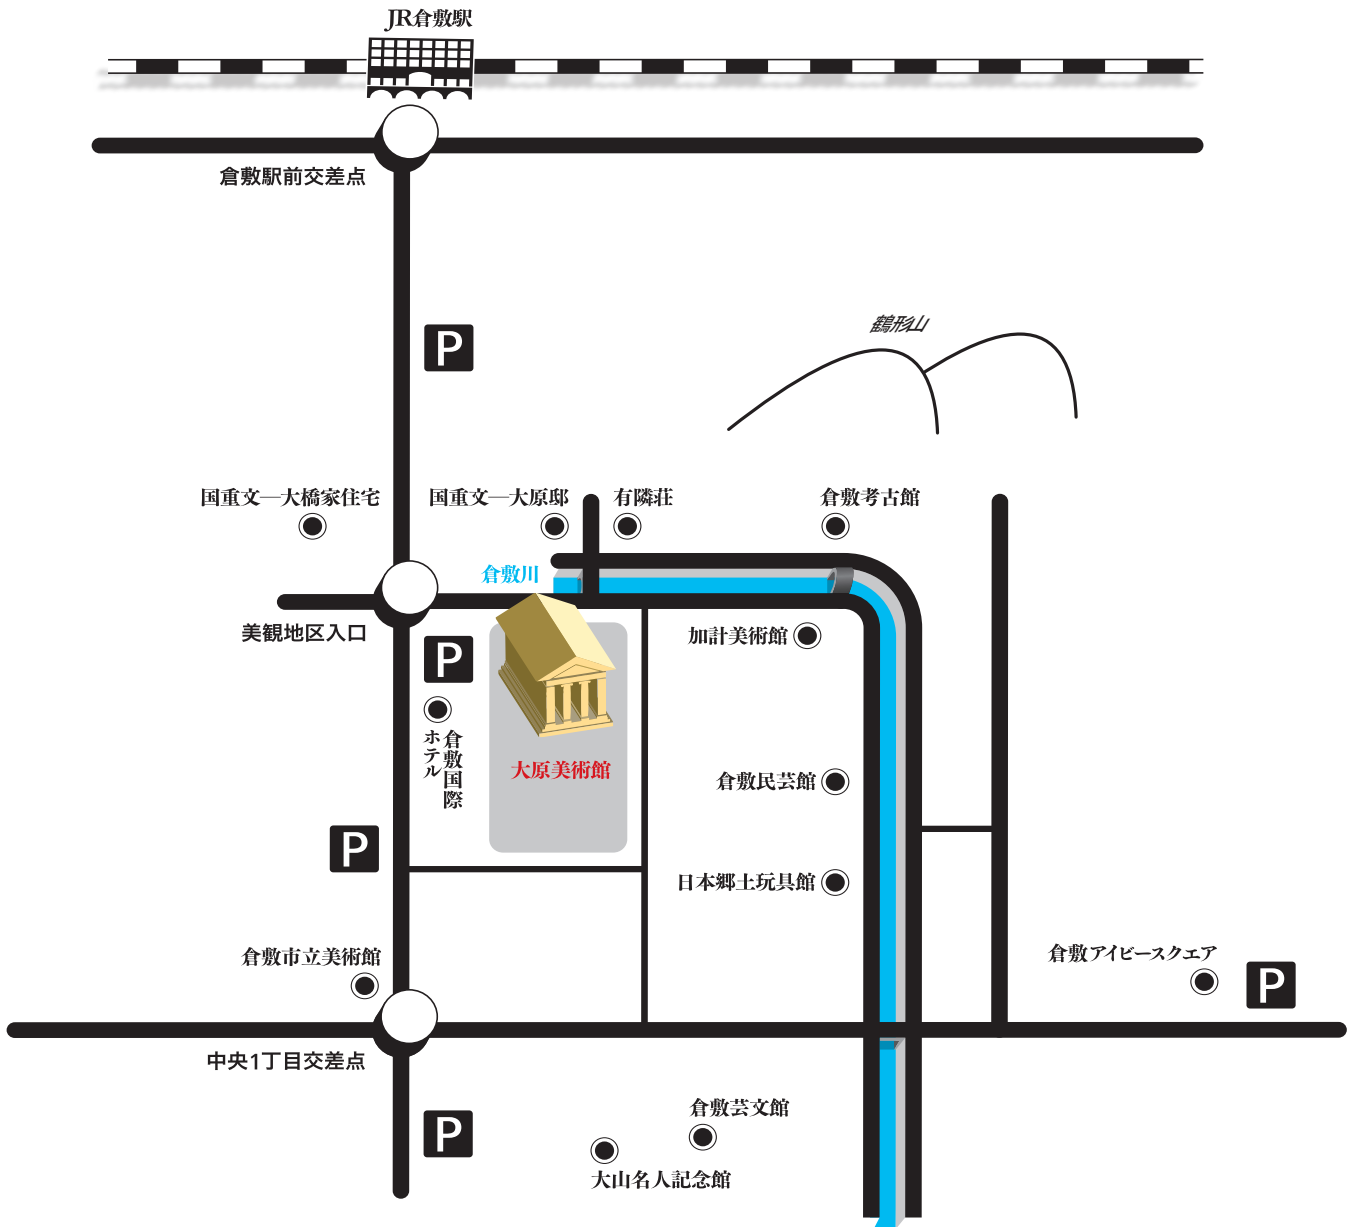 JR倉敷駅
倉敷駅前交差点
鶴形山
P
国重文―大橋家住宅
国重文―大原邸
有隣荘
倉敷考古館
倉敷川
美観地区入口
加計美術館
P
倉敷国際
ホテル
大原美術館
倉敷民芸館
P
日本郷土玩具館
倉敷市立美術館
倉敷アイビースクエア
P
中央1丁目交差点
倉敷芸文館
P
大山名人記念館